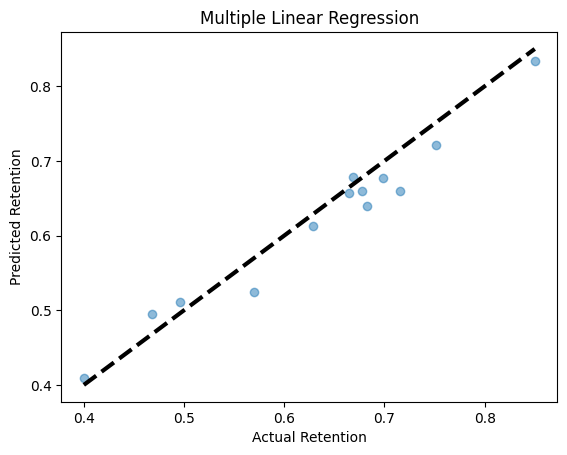 Multiple Linear Regression
Predicted Retention
0.8
0.7
0.6
0.5
0.4
0.4 0.5 0.6 0.7 0.8
Actual Retention